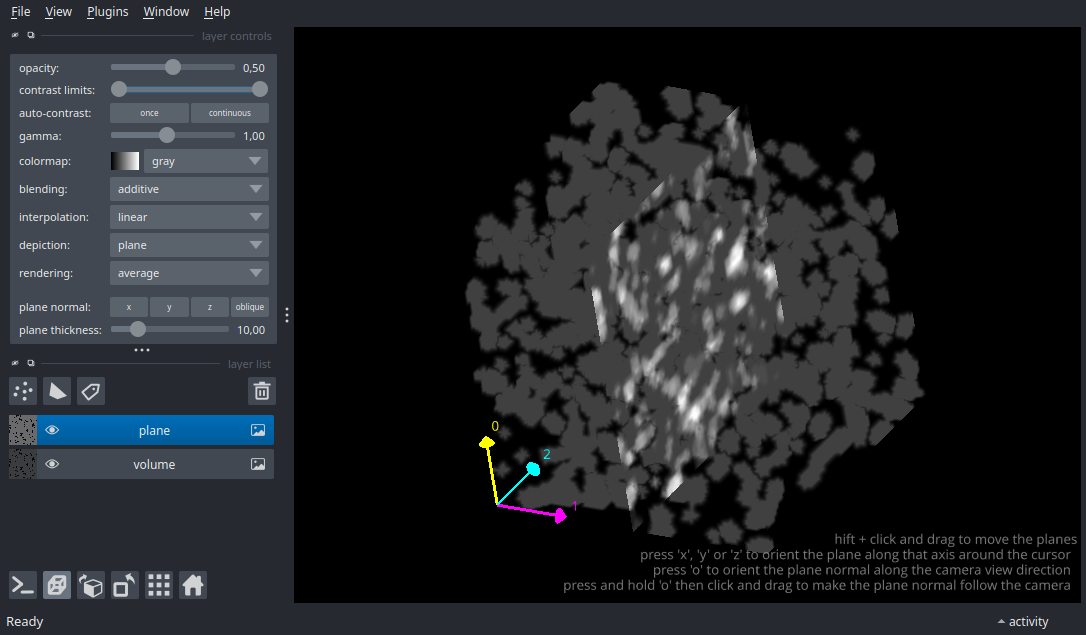 File View Plugins Window Help
layer controls
opacity: 0,50
contrast limits:
auto-contrast: once continuous
gamma: 1,00
colormap: gray
blending: additive
interpolation: linear
depiction: plane
rendering: average
plane normal: x y z oblique
plane thickness: 10,00
layer list
plane
volume
0
2
1
hift + click and drag to move the planes
press 'x', 'y' or 'z' to orient the plane along that axis around the cursor
press 'o' to orient the plane normal along the camera view direction
press and hold 'o' then click and drag to make the plane normal follow the camera
Ready
activity